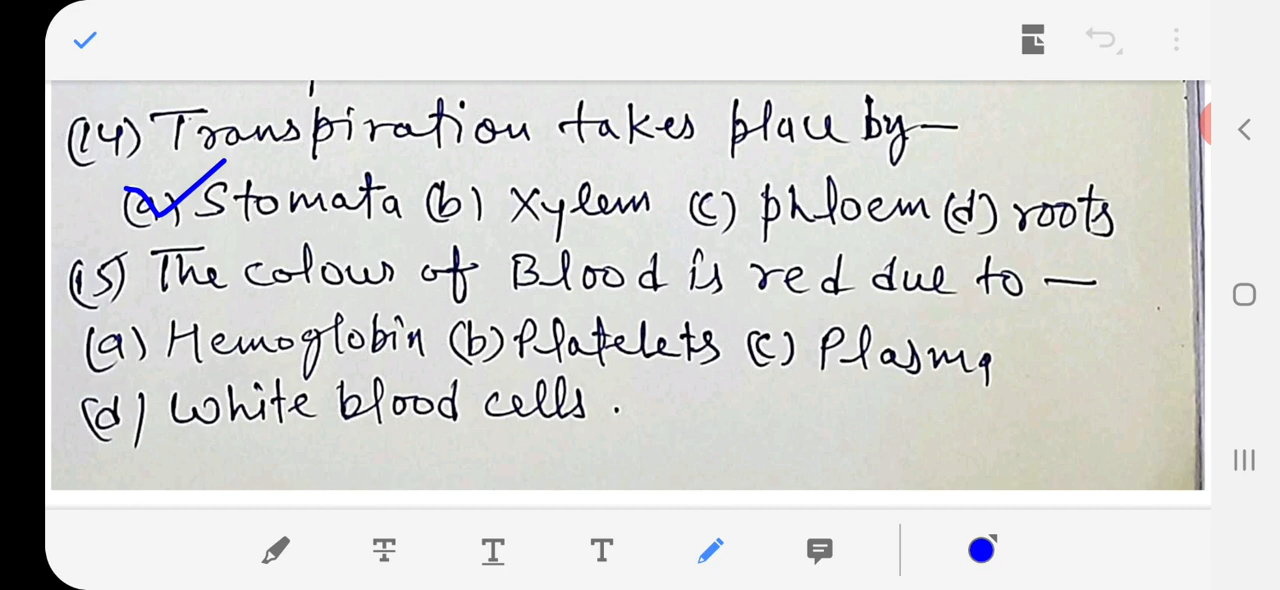 (14) Transpiration takes place by—
(a) Stomata (b) Xylem (c) phloem (d) roots
(15) The colour of Blood is red due to —
(a) Hemoglobin (b) Platelets (c) Plasma
(d) White blood cells.